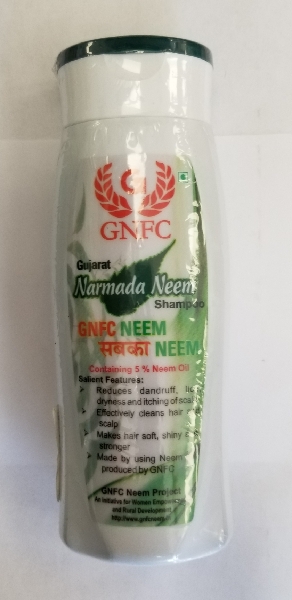 G
GNFC
Gujarat
Narmada Neem
Shampoo
GNFC NEEM
सबका NEEM
Containing 5 % Neem Oil
Salient Features:
Reduces dandruff,
dryness and itching of
Effectively cleans hair
scalp
Makes hair soft, shiny
stronger
Made by using Neem
produced by GNFC
GNFC Neem Project
An Initiative for Women
and Rural Development